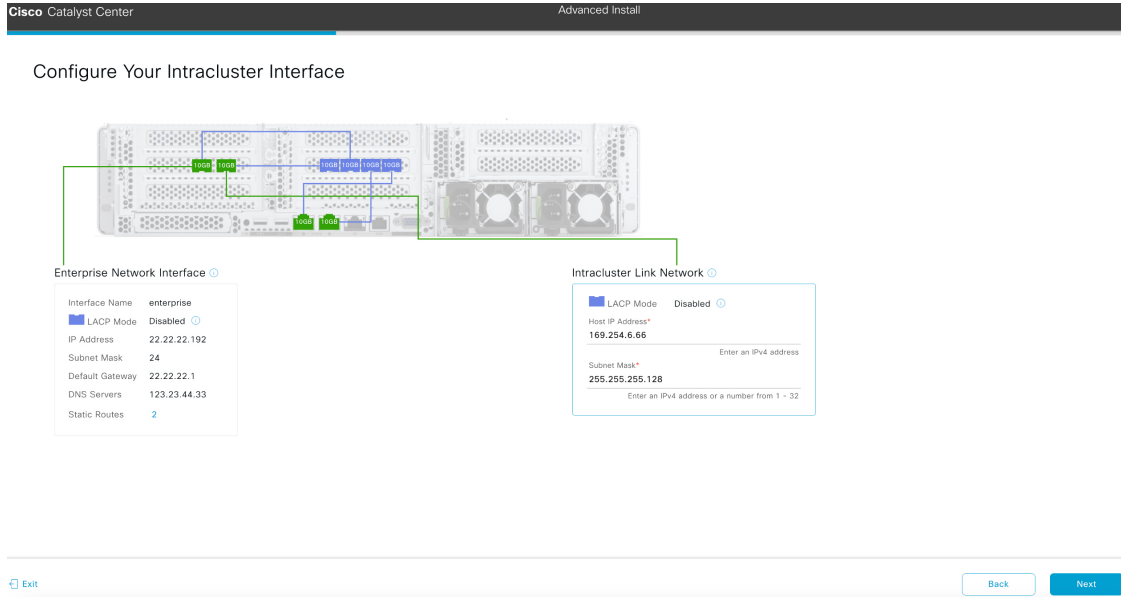 Cisco Catalyst Center
Advanced Install
Configure Your Intracluster Interface
10GB 10GB 10GB 10GB 10GB 10GB
10GB 10GB
Enterprise Network Interface
Interface Name enterprise
LACP Mode Disabled
IP Address 22.22.22.192
Subnet Mask 24
Default Gateway 22.22.22.1
DNS Servers 123.23.44.33
Static Routes 2
Intracluster Link Network
LACP Mode Disabled
Host IP Address*
169.254.6.66
Enter an IPv4 address
Subnet Mask*
255.255.255.128
Enter an IPv4 address or a number from 1 - 32
Exit
Back
Next